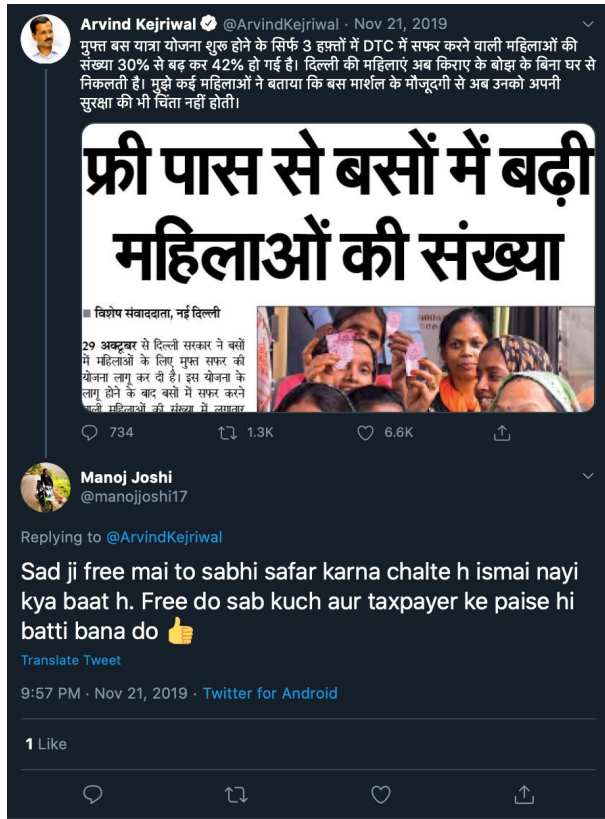 Arvind Kejriwal @ArvindKejriwal · Nov 21, 2019
मुफ्त बस यात्रा योजना शुरू होने के सिर्फ 3 हफ़्तों में DTC में सफर करने वाली महिलाओं की
संख्या 30% से बढ़ कर 42% हो गई है। दिल्ली की महिलाएं अब किराए के बोझ के बिना घर से
निकलती है। मुझे कई महिलाओं ने बताया कि बस मार्शल के मौजूदगी से अब उनको अपनी
सुरक्षा की भी चिंता नहीं होती।
फ्री पास से बसों में बढ़ी
महिलाओं की संख्या
विशेष संवाददाता, नई दिल्ली
29 अक्टूबर से दिल्ली सरकार ने बसों
में महिलाओं के लिए मुफ्त सफर की
योजना लागू कर दी है। इस योजना के
लागू होने के बाद बसों में सफर करने
वाली महिलाओं की संख्या में लगातार
734 1.3K 6.6K
Manoj Joshi
@manojjoshi17
Replying to @ArvindKejriwal
Sad ji free mai to sabhi safar karna chalte h ismai nayi
kya baat h. Free do sab kuch aur taxpayer ke paise hi
batti bana do 👍
Translate Tweet
9:57 PM · Nov 21, 2019 · Twitter for Android
1 Like